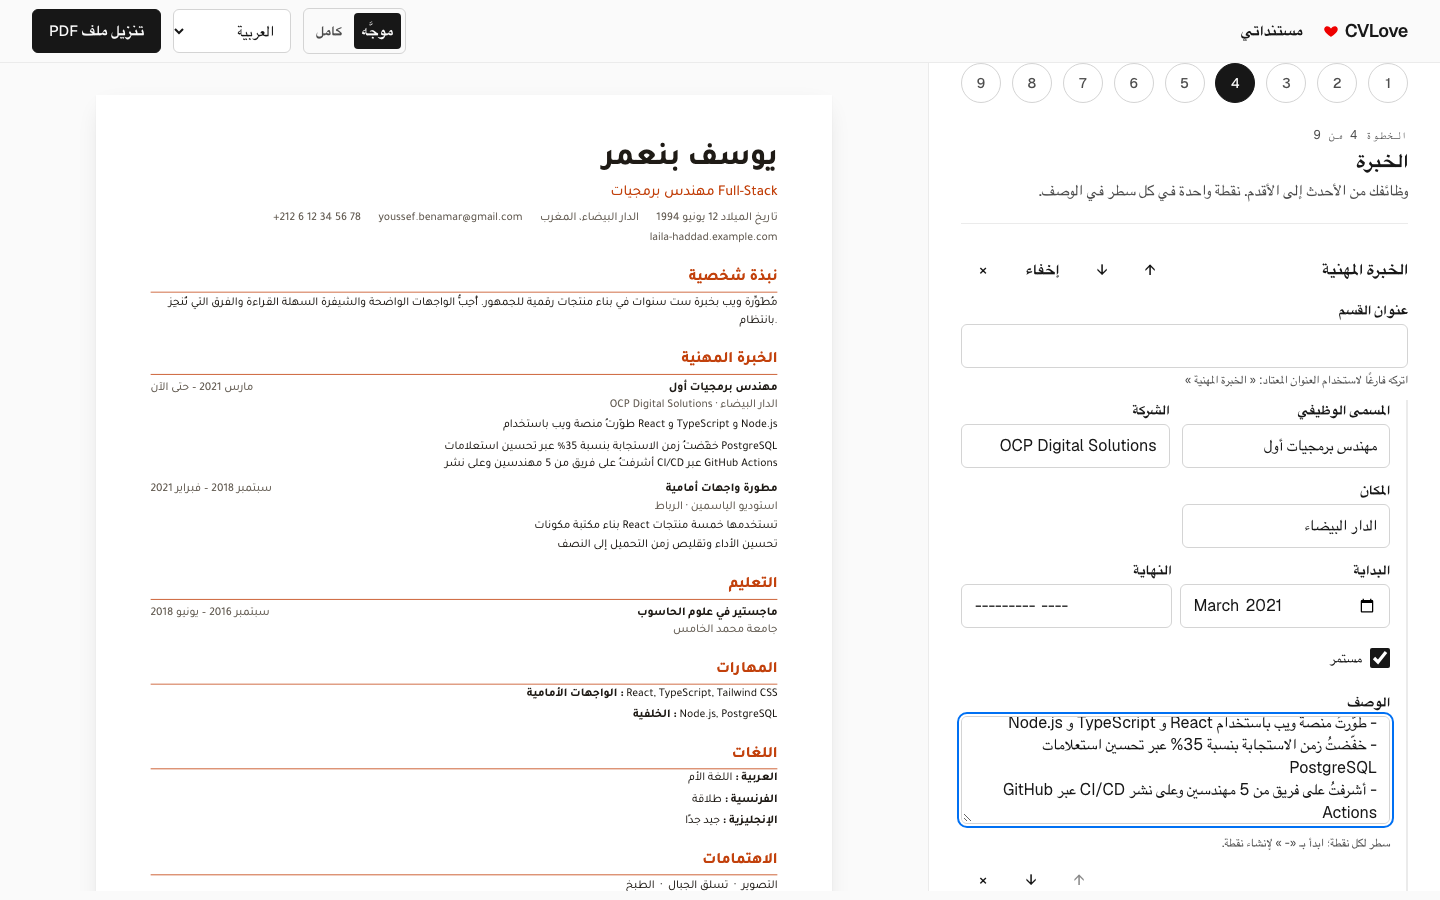 CVLove
مستنداتي
موجَّه
كامل
العربية
تنزيل ملف PDF
1 2 3 4 5 6 7 8 9
الخطوة 4 من 9
الخبرة
وظائفك من الأحدث إلى الأقدم. نقطة واحدة في كل سطر في الوصف.
الخبرة المهنية ↑ ↓ إخفاء ×
عنوان القسم
اتركه فارغًا لاستخدام العنوان المعتاد: « الخبرة المهنية »
المسمى الوظيفي الشركة
مهندس برمجيات أول OCP Digital Solutions
المكان
الدار البيضاء
البداية النهاية
March 2021 --------- ----
مستمر
الوصف
- طوّرتُ منصة ويب باستخدام React و TypeScript و Node.js
- خفّضتُ زمن الاستجابة بنسبة 35% عبر تحسين استعلامات
PostgreSQL
- أشرفتُ على فريق من 5 مهندسين وعلى نشر CI/CD عبر GitHub
Actions
سطر لكل نقطة: ابدأ بـ «- » لإنشاء نقطة.
↑ ↓ ×
يوسف بنعمر
مهندس برمجيات Full-Stack
تاريخ الميلاد 12 يونيو 1994 الدار البيضاء، المغرب youssef.benamar@gmail.com +212 6 12 34 56 78
laila-haddad.example.com
نبذة شخصية
مُطوِّرة ويب بخبرة ست سنوات في بناء منتجات رقمية للجمهور. أُحِبُّ الواجهات الواضحة والشيفرة السهلة القراءة والفرق التي تُنجِز
بانتظام.
الخبرة المهنية
مهندس برمجيات أول مارس 2021 – حتى الآن
OCP Digital Solutions · الدار البيضاء
طوّرتُ منصة ويب باستخدام React و TypeScript و Node.js
خفّضتُ زمن الاستجابة بنسبة 35% عبر تحسين استعلامات PostgreSQL
أشرفتُ على فريق من 5 مهندسين وعلى نشر CI/CD عبر GitHub Actions
مطورة واجهات أمامية سبتمبر 2018 – فبراير 2021
استوديو الياسمين · الرباط
بناء مكتبة مكونات React تستخدمها خمسة منتجات
تحسين الأداء وتقليص زمن التحميل إلى النصف
التعليم
ماجستير في علوم الحاسوب سبتمبر 2016 – يونيو 2018
جامعة محمد الخامس
المهارات
الواجهات الأمامية : React, TypeScript, Tailwind CSS
الخلفية : Node.js, PostgreSQL
اللغات
العربية : اللغة الأم
الفرنسية : طلاقة
الإنجليزية : جيد جدًا
الاهتمامات
التصوير · تسلق الجبال · الطبخ